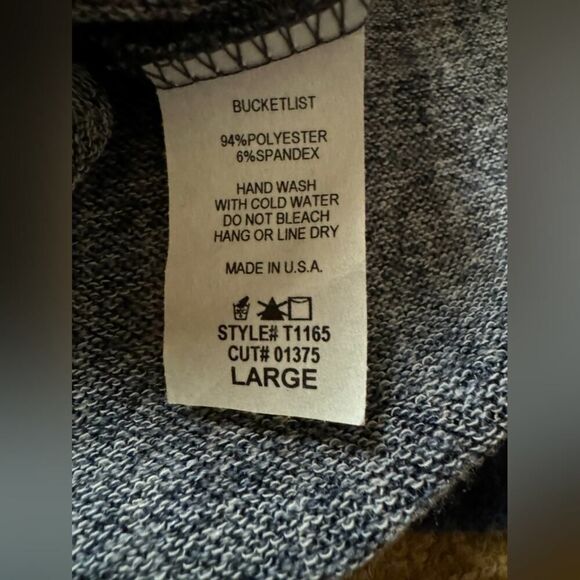 BUCKETLIST
94%POLYESTER
6%SPANDEX
HAND WASH
WITH COLD WATER
DO NOT BLEACH
HANG OR LINE DRY
MADE IN U.S.A.
STYLE# T1165
CUT# 01375
LARGE